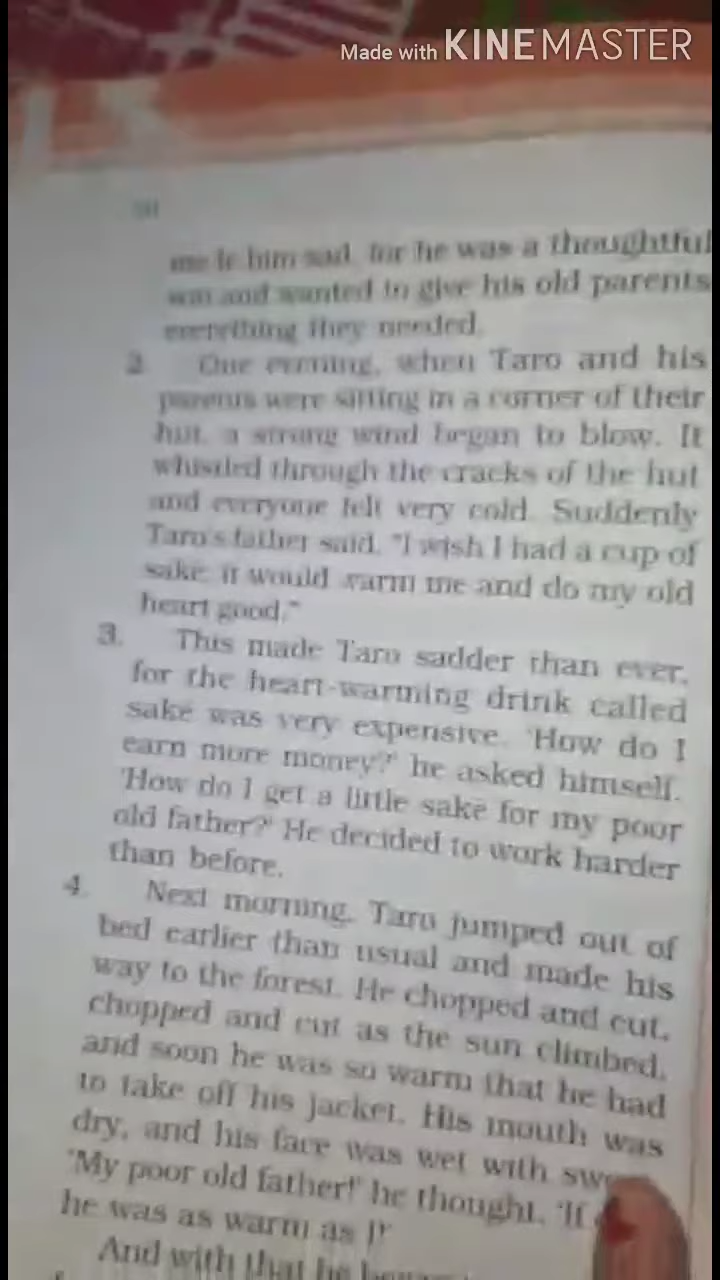 Made with KINEMASTER
made him sad, for he was a thoughtful
son and wanted to give his old parents
everything they needed.
2. One evening, when Taro and his
parents were sitting in a corner of their
hut, a strong wind began to blow. It
whistled through the cracks of the hut
and everyone felt very cold. Suddenly
Taro's father said, "I wish I had a cup of
sake; it would warm me and do my old
heart good."
3. This made Taro sadder than ever,
for the heart-warming drink called
sake was very expensive. 'How do I
earn more money?' he asked himself.
'How do I get a little sake for my poor
old father?' He decided to work harder
than before.
4. Next morning, Taro jumped out of
bed earlier than usual and made his
way to the forest. He chopped and cut,
chopped and cut as the sun climbed,
and soon he was so warm that he had
to take off his jacket. His mouth was
dry, and his face was wet with
'My poor old father!' he thought. 'If
he was as warm as I!'
And with that he